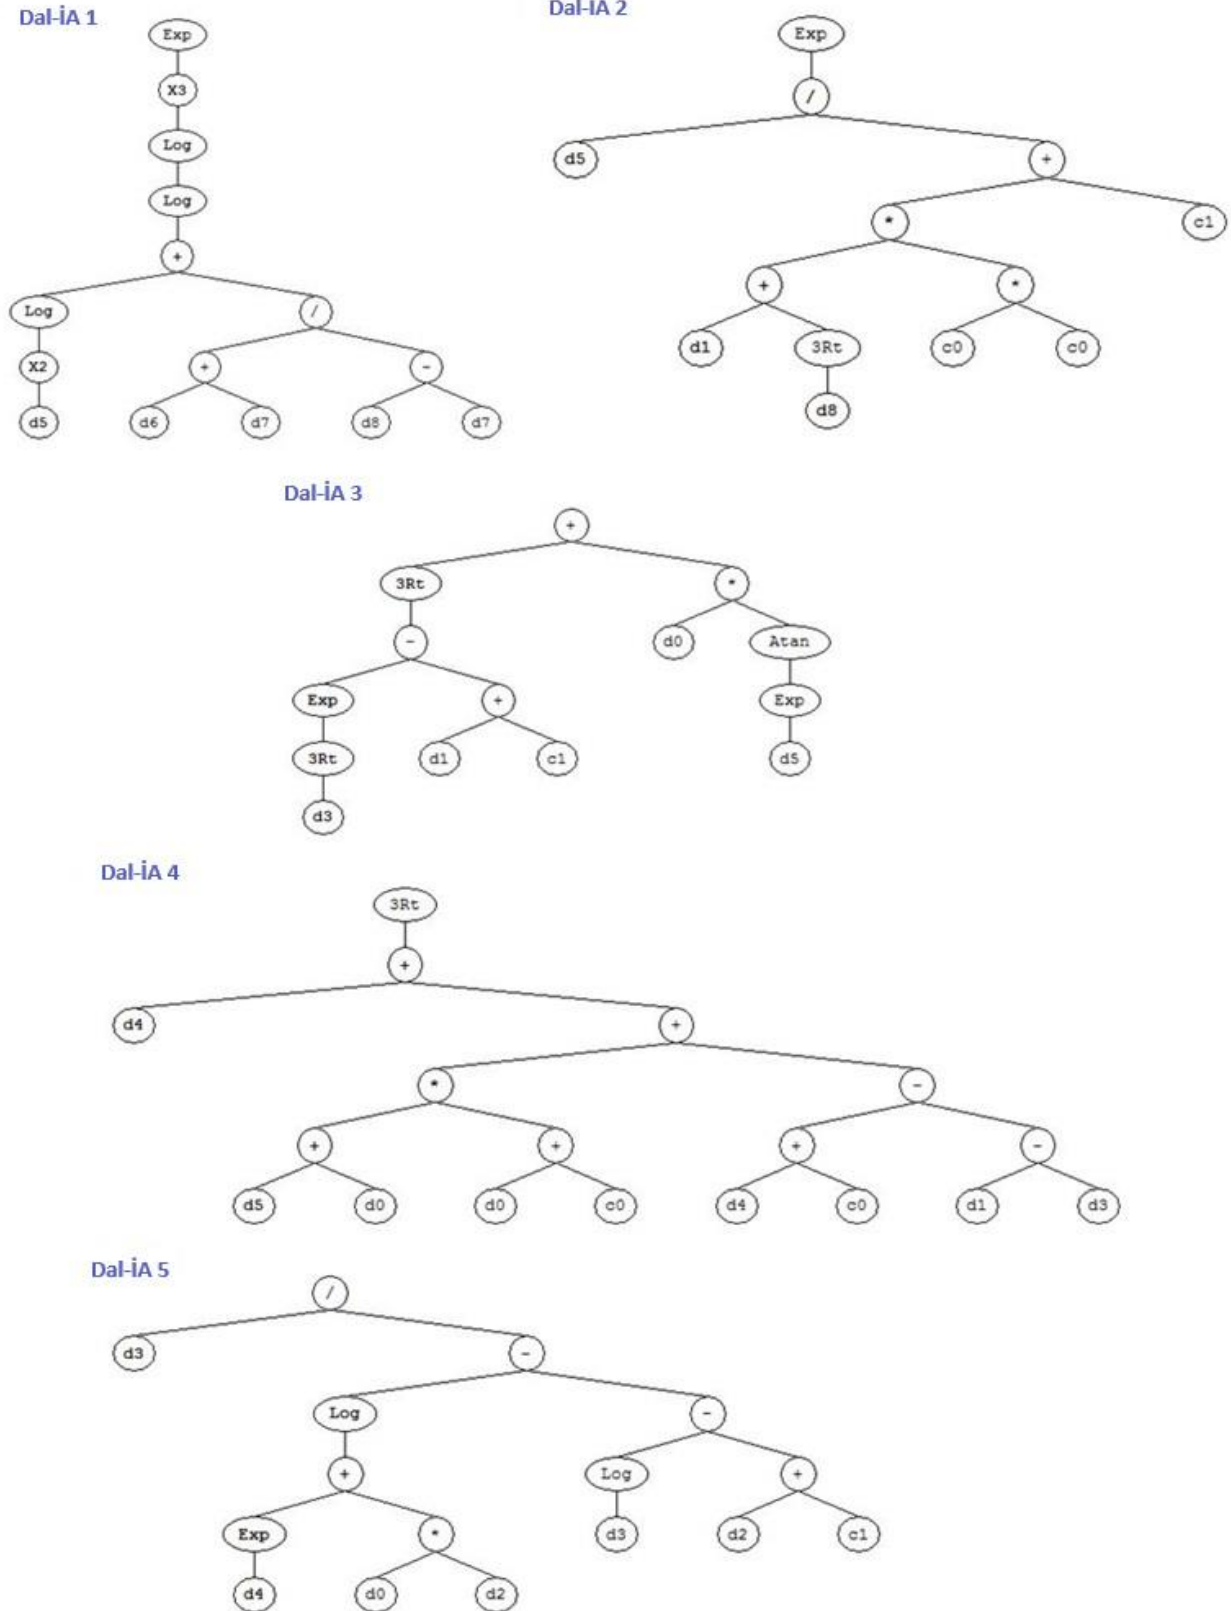 Dal-İA 1
Exp
X3
Log
Log
+
Log /
X2 + -
d5 d6 d7 d8 d7
Dal-İA 2
Exp
/
d5 +
* c1
+ *
d1 3Rt c0 c0
d8
Dal-İA 3
+
3Rt *
- d0 Atan
Exp + Exp
3Rt d1 c1 d5
d3
Dal-İA 4
3Rt
+
d4 +
* -
+ + + -
d5 d0 d0 c0 d4 c0 d1 d3
Dal-İA 5
/
d3 -
Log -
+ Log +
Exp * d3 d2 c1
d4 d0 d2